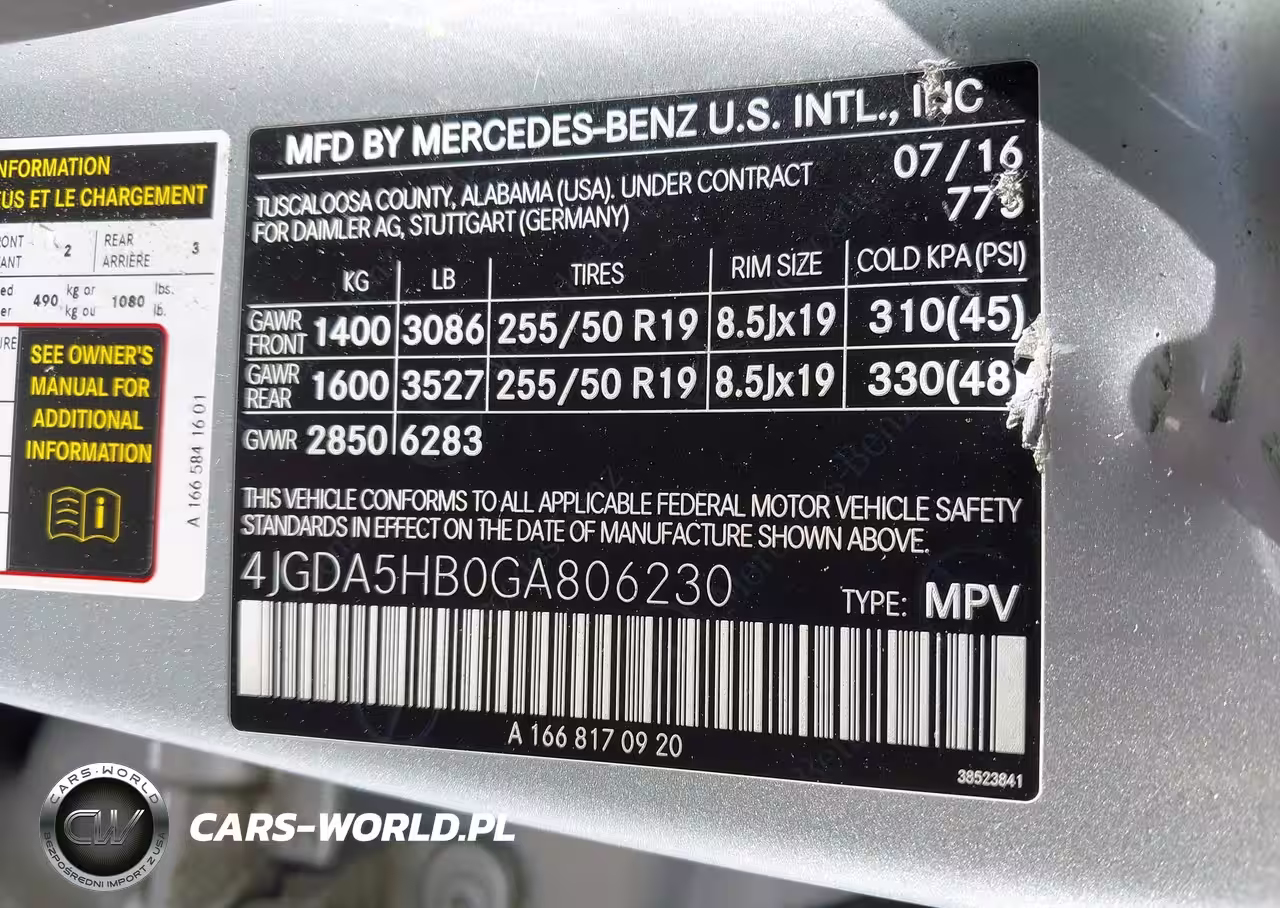 NFORMATION
US ET LE CHARGEMENT
2
REAR
ARRIÈRE
3
490
kg or
kg ou
1080
lbs.
lb.
SEE OWNER'S
MANUAL FOR
ADDITIONAL
INFORMATION
i
A 166 584 16 01
MFD BY MERCEDES-BENZ U.S. INTL., INC
TUSCALOOSA COUNTY, ALABAMA (USA). UNDER CONTRACT
FOR DAIMLER AG, STUTTGART (GERMANY)
07/16
KG LB TIRES RIM SIZE COLD KPA (PSI)
GAWR FRONT 1400 3086 255/50 R19 8.5Jx19 310(45)
GAWR REAR 1600 3527 255/50 R19 8.5Jx19 330(48)
GVWR 2850 6283
THIS VEHICLE CONFORMS TO ALL APPLICABLE FEDERAL MOTOR VEHICLE SAFETY
STANDARDS IN EFFECT ON THE DATE OF MANUFACTURE SHOWN ABOVE.
4JGDA5HB0GA806230
TYPE: MPV
A 166 817 09 20
38523841
CARS-WORLD
CW
BEZPOŚREDNI IMPORT Z USA
CARS-WORLD.PL